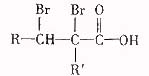 Br Br O
R—CH—C—C—OH
R'